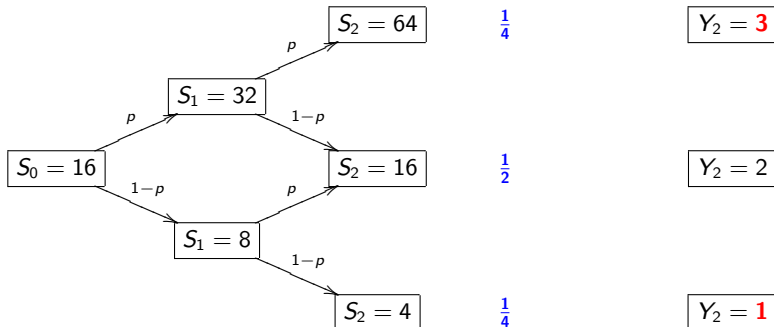 S₂ = 64 1/4 Y₂ = 3
p
S₁ = 32
p 1−p
S₀ = 16 S₂ = 16 1/2 Y₂ = 2
1−p p
S₁ = 8
1−p
S₂ = 4 1/4 Y₂ = 1